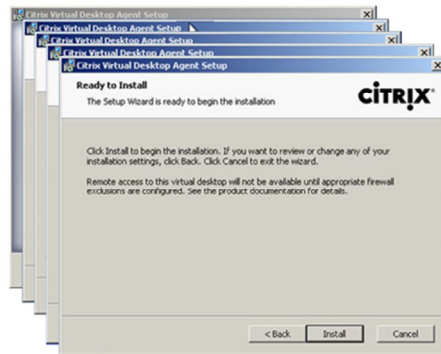 Citrix Virtual Desktop Agent Setup
Citrix Virtual Desktop Agent Setup
Citrix Virtual Desktop Agent Setup
Citrix Virtual Desktop Agent Setup
Citrix Virtual Desktop Agent Setup
Ready to Install
The Setup Wizard is ready to begin the installation
CİTRIX
Click Install to begin the installation. If you want to review or change any of your
installation settings, click Back. Click Cancel to exit the wizard.
Remote access to this virtual desktop will not be available until appropriate firewall
exclusions are configured. See the product documentation for details.
< Back
Install
Cancel